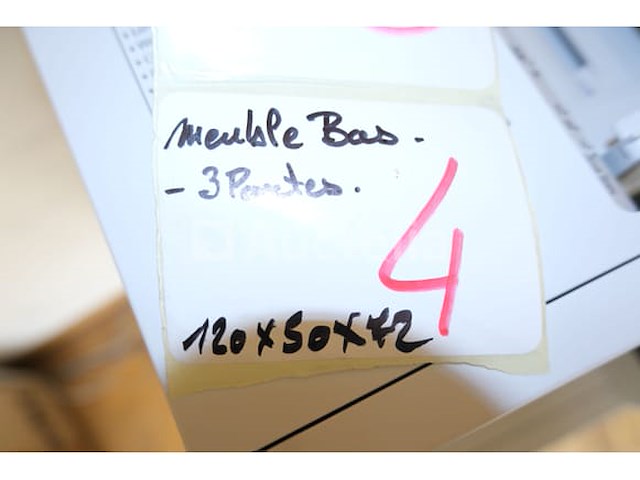 Meuble Bas.
- 3 Portes.
4
120x50x72